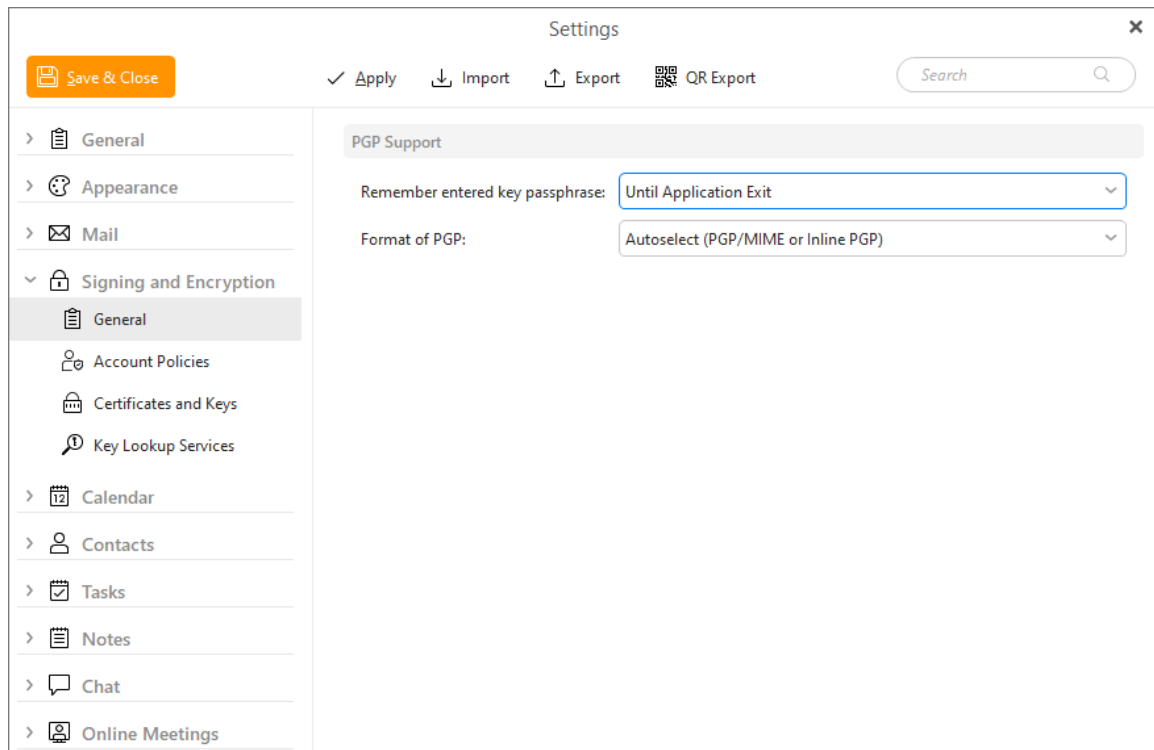 Settings
Save & Close
Apply
Import
Export
QR Export
Search
General
Appearance
Mail
Signing and Encryption
General
Account Policies
Certificates and Keys
Key Lookup Services
12
Calendar
Contacts
Tasks
Notes
Chat
Online Meetings
PGP Support
Remember entered key passphrase: Until Application Exit
Format of PGP: Autoselect (PGP/MIME or Inline PGP)